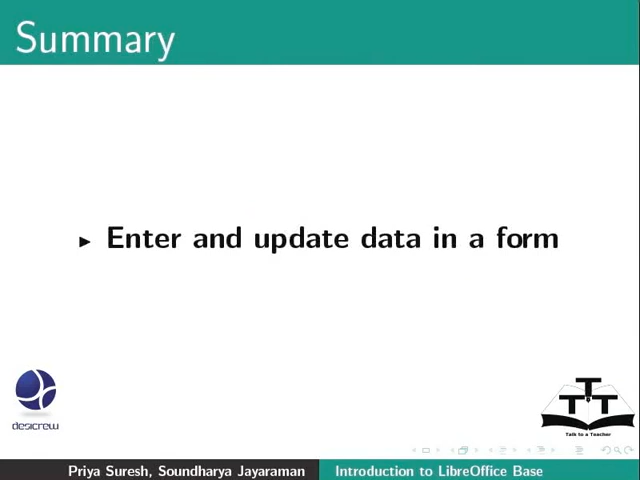 Summary
Enter and update data in a form
desicrew
T
T T
Talk to a Teacher
Priya Suresh, Soundharya Jayaraman
Introduction to LibreOffice Base